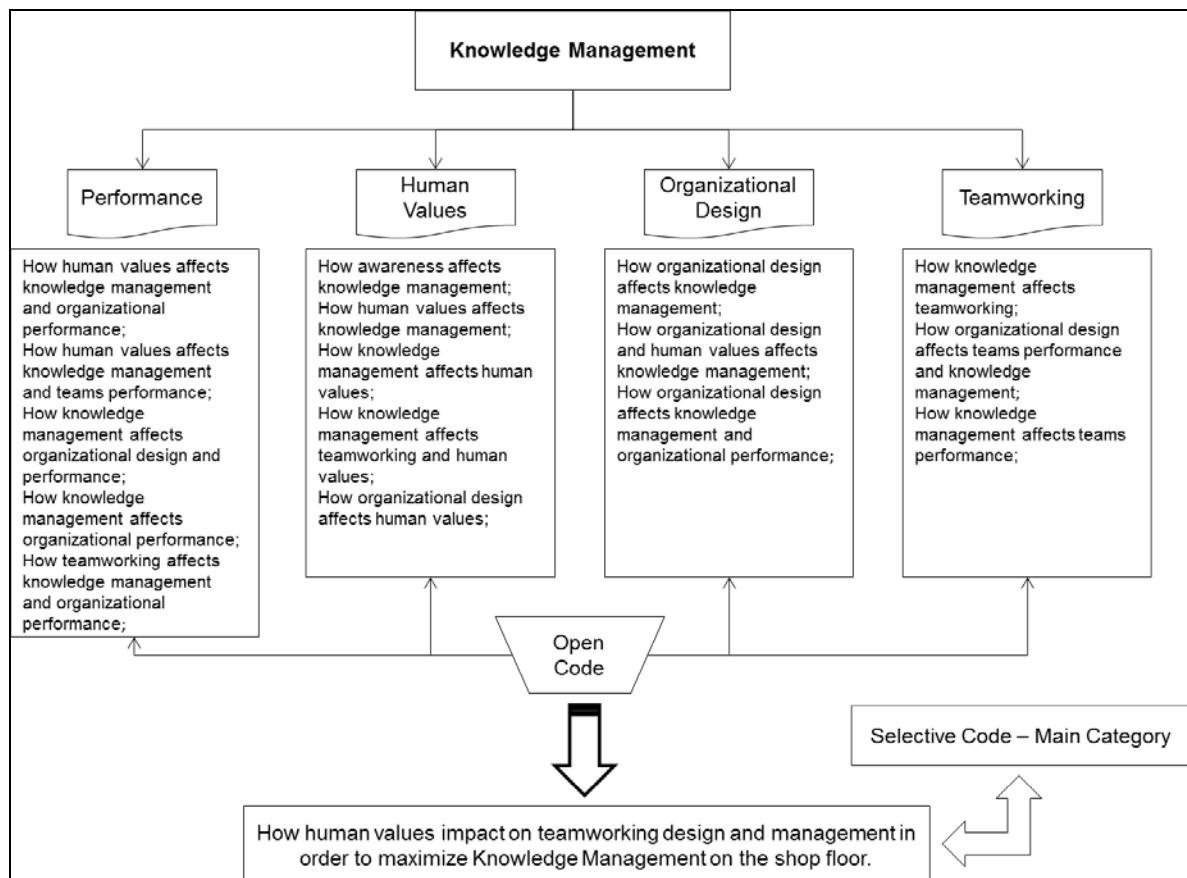 Knowledge Management
Performance
Human
Values
Organizational
Design
Teamworking
How human values affects
knowledge management
and organizational
performance;
How human values affects
knowledge management
and teams performance;
How knowledge
management affects
organizational design and
performance;
How knowledge
management affects
organizational performance;
How teamworking affects
knowledge management
and organizational
performance;
How awareness affects
knowledge management;
How human values affects
knowledge management;
How knowledge
management affects human
values;
How knowledge
management affects
teamworking and human
values;
How organizational design
affects human values;
How organizational design
affects knowledge
management;
How organizational design
and human values affects
knowledge management;
How organizational design
affects knowledge
management and
organizational performance;
How knowledge
management affects
teamworking;
How organizational design
affects teams performance
and knowledge
management;
How knowledge
management affects teams
performance;
Open
Code
Selective Code – Main Category
How human values impact on teamworking design and management in
order to maximize Knowledge Management on the shop floor.